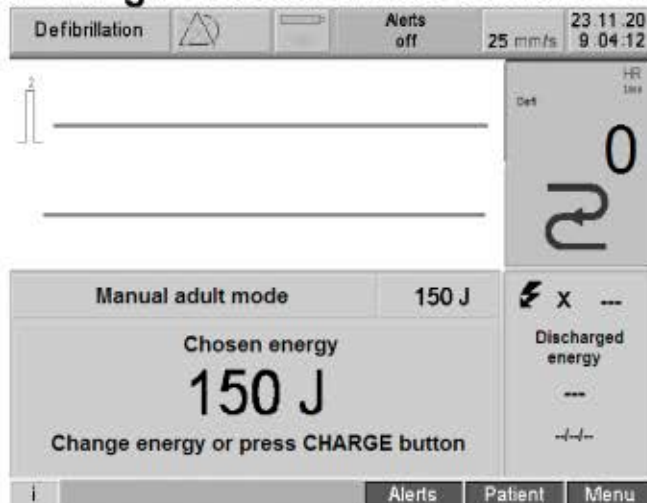 Defibrillation
Alerts
off
25 mm/s
23.11.20
9:04:12
2
HR
Defi
0
Manual adult mode 150 J
x ---
Chosen energy
150 J
Change energy or press CHARGE button
Discharged
energy
---
--/--/--
i Alerts Patient Menu